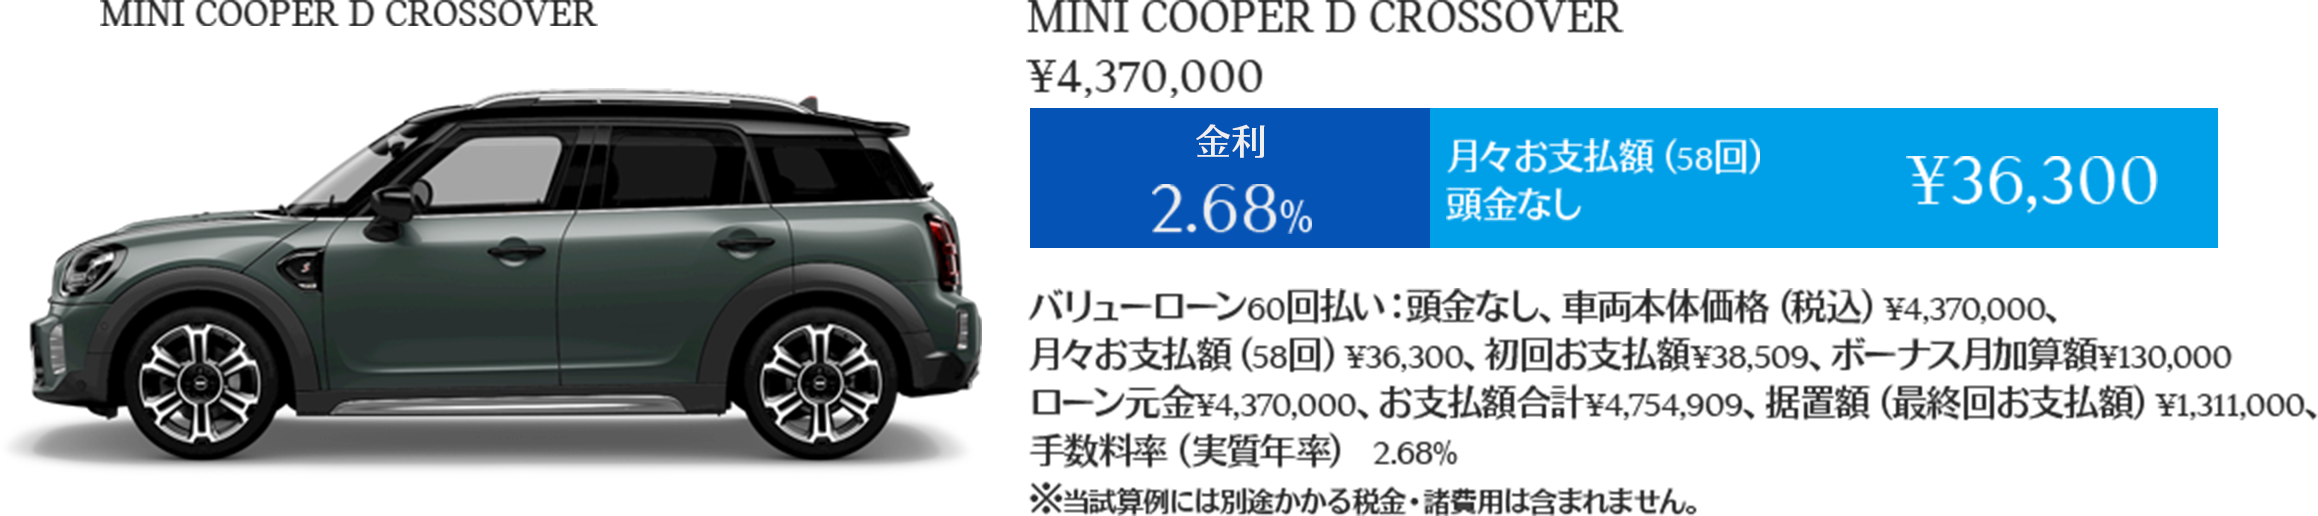 MINI COOPER D CROSSOVER
MINI COOPER D CROSSOVER
¥4,370,000
金利
2.68%
月々お支払額（58回）
頭金なし
¥36,300
バリューローン60回払い：頭金なし、車両本体価格（税込）¥4,370,000、
月々お支払額（58回）¥36,300、初回お支払額¥38,509、ボーナス月加算額¥130,000
ローン元金¥4,370,000、お支払額合計¥4,754,909、据置額（最終回お支払額）¥1,311,000、
手数料率（実質年率）　2.68%
※当試算例には別途かかる税金・諸費用は含まれません。